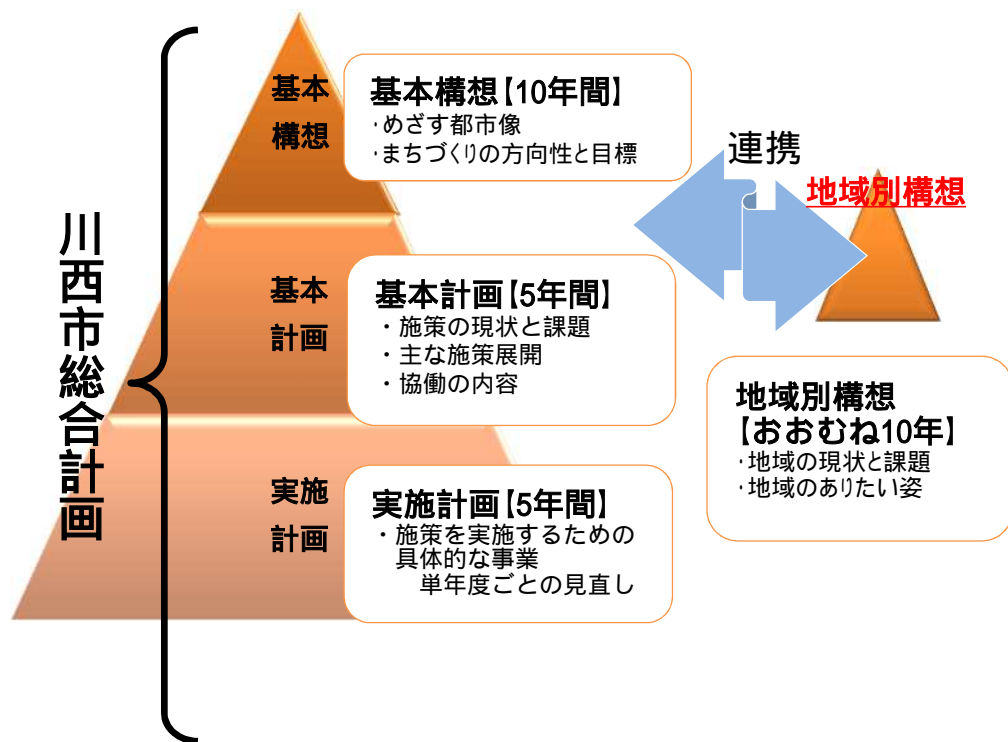 川西市総合計画
基本
構想
基本構想【10年間】
･めざす都市像
･まちづくりの方向性と目標
連携
地域別構想
基本
計画
基本計画【5年間】
・施策の現状と課題
・主な施策展開
・協働の内容
地域別構想
【おおむね10年】
･地域の現状と課題
･地域のありたい姿
実施
計画
実施計画【5年間】
・施策を実施するための
具体的な事業
単年度ごとの見直し